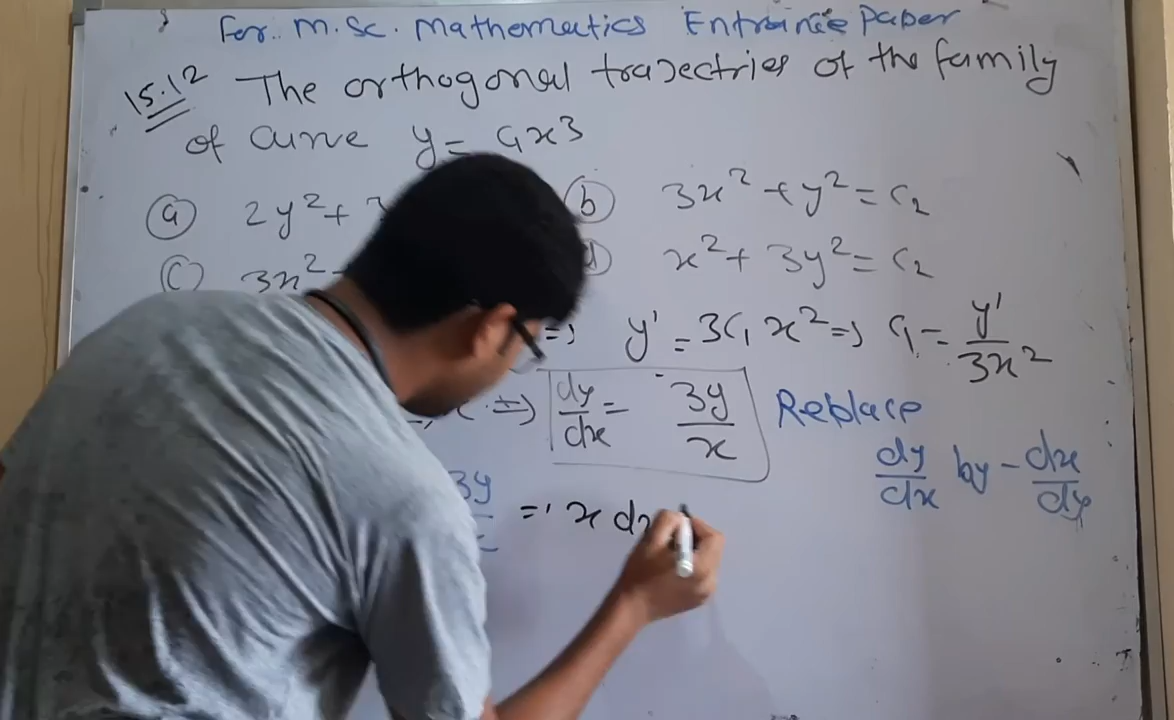 For M.Sc. Mathematics Entrance Paper
15.12 The orthogonal trajectries of the family
of curve y = c₁x³
(a) 2y² +
(b) 3x² + y² = c₂
(c) 3x²
x² + 3y² = c₂
=> y' = 3c₁x² => c₁ = y'/3x²
=> dy/dx = 3y/x Replace
dy/dx by -dx/dy
3y
=> x dx